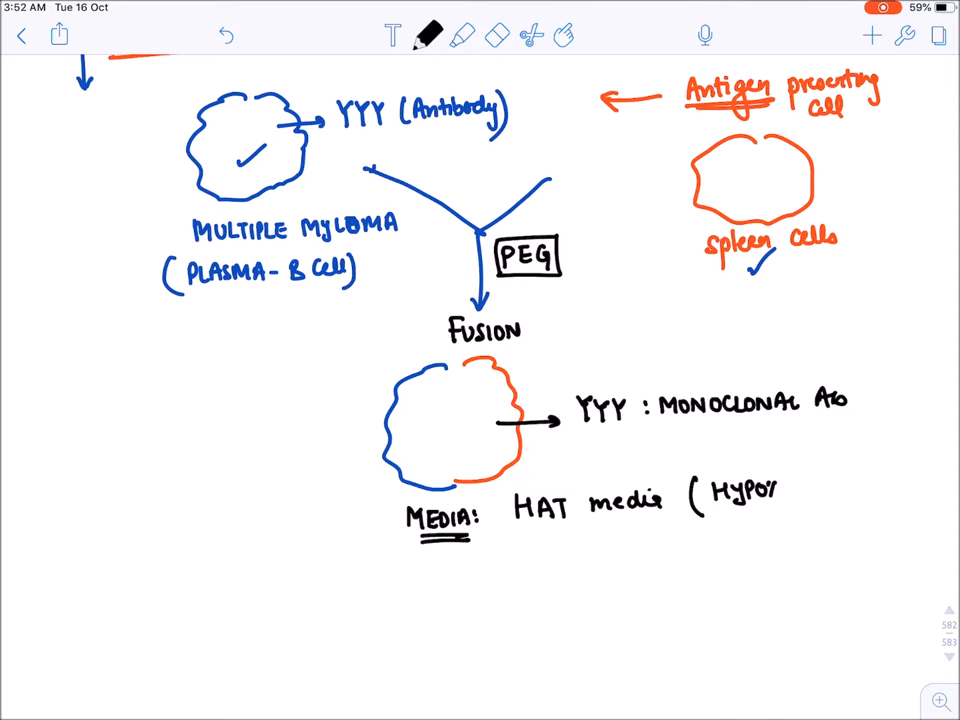 3:52 AM Tue 16 Oct
59%
T
Antigen presenting
cell
YYY (Antibody)
MULTIPLE MYLOMA
(PLASMA - B Cell)
spleen cells
PEG
FUSION
YYY : MONOCLONAL Ab
MEDIA: HAT media (HYPOX
582
583